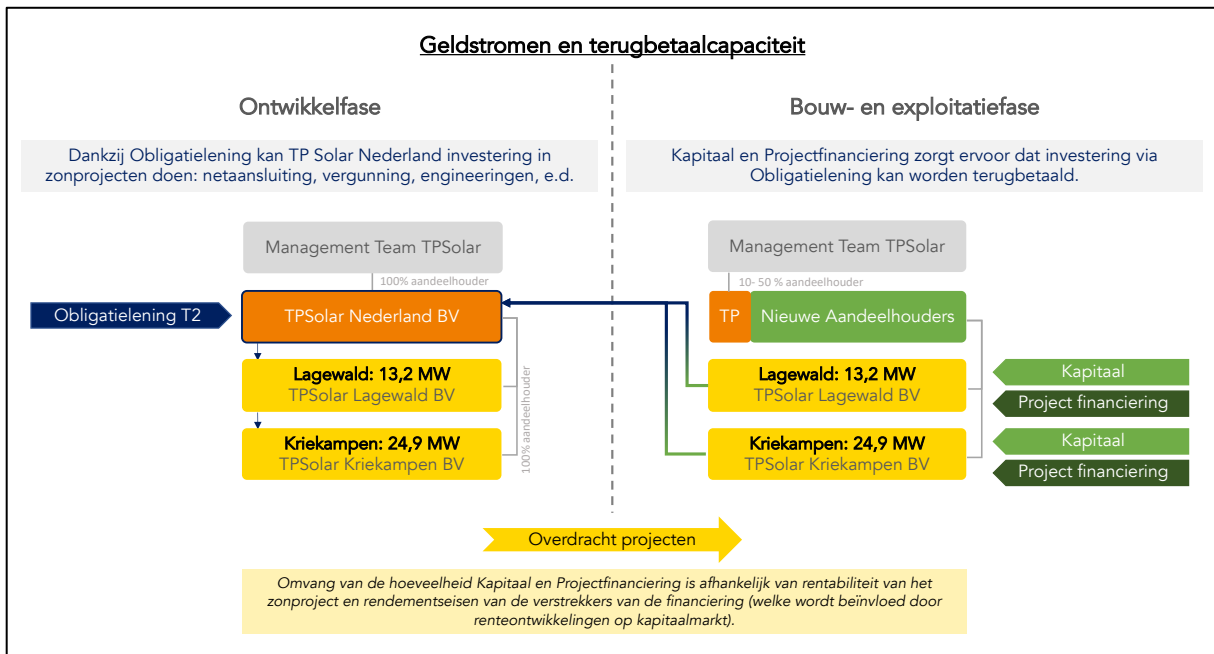 Geldstromen en terugbetaalcapaciteit
Ontwikkelfase
Dankzij Obligatielening kan TP Solar Nederland investering in
zonprojecten doen: netaansluiting, vergunning, engineeringen, e.d.
Management Team TPSolar
100% aandeelhouder
Obligatielening T2
TPSolar Nederland BV
Lagewald: 13,2 MW
TPSolar Lagewald BV
Kriekampen: 24,9 MW
TPSolar Kriekampen BV
100% aandeelhouder
Bouw- en exploitatiefase
Kapitaal en Projectfinanciering zorgt ervoor dat investering via
Obligatielening kan worden terugbetaald.
Management Team TPSolar
10- 50 % aandeelhouder
TP
Nieuwe Aandeelhouders
Lagewald: 13,2 MW
TPSolar Lagewald BV
Kapitaal
Project financiering
Kriekampen: 24,9 MW
TPSolar Kriekampen BV
Kapitaal
Project financiering
Overdracht projecten
Omvang van de hoeveelheid Kapitaal en Projectfinanciering is afhankelijk van rentabiliteit van het
zonproject en rendementseisen van de verstrekkers van de financiering (welke wordt beïnvloed door
renteontwikkelingen op kapitaalmarkt).